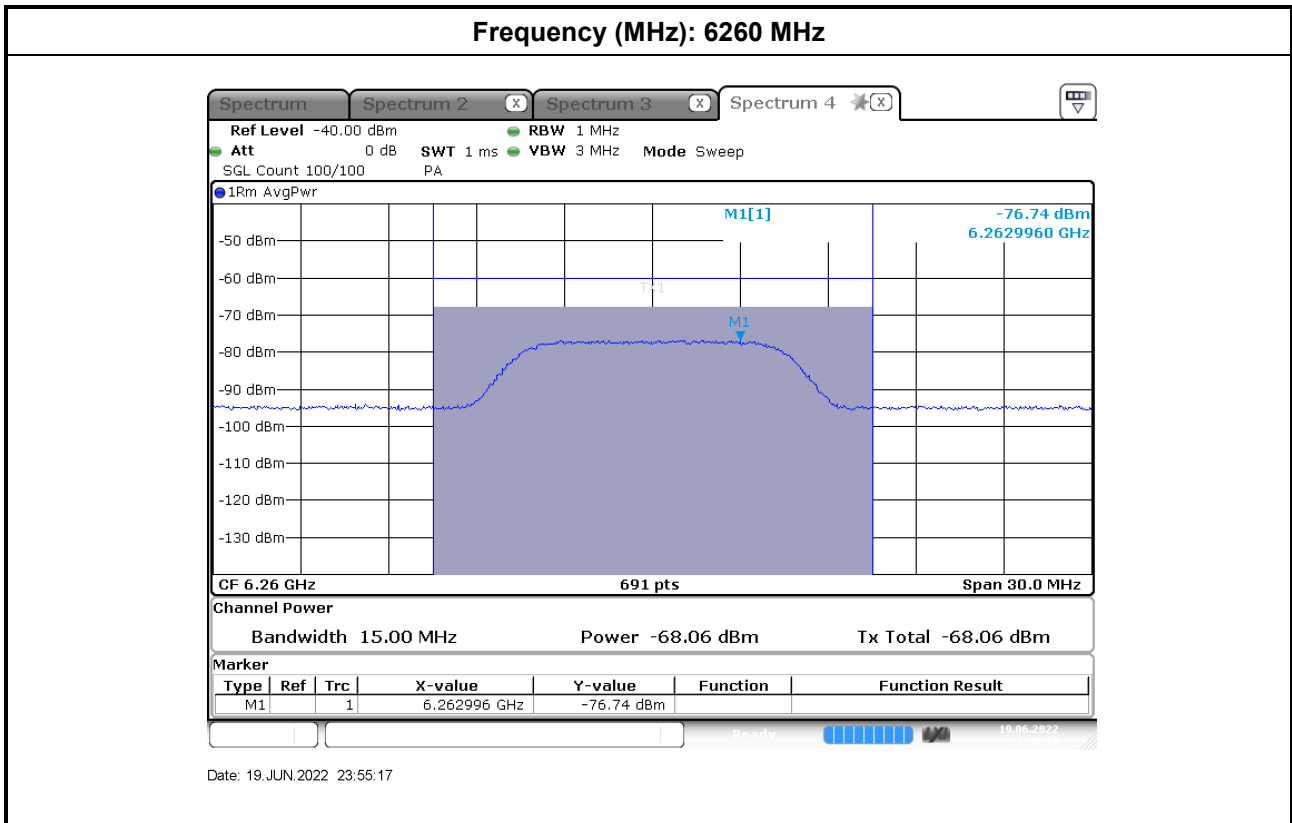 Frequency (MHz): 6260 MHz
Spectrum Spectrum 2 X Spectrum 3 X Spectrum 4 X
Ref Level -40.00 dBm RBW 1 MHz
Att 0 dB SWT 1 ms VBW 3 MHz Mode Sweep
SGL Count 100/100 PA
1Rm AvgPwr
M1[1] -76.74 dBm
6.2629960 GHz
-50 dBm
-60 dBm
TX1
-70 dBm
M1
-80 dBm
-90 dBm
-100 dBm
-110 dBm
-120 dBm
-130 dBm
CF 6.26 GHz 691 pts Span 30.0 MHz
Channel Power
Bandwidth 15.00 MHz Power -68.06 dBm Tx Total -68.06 dBm
Marker
Type Ref Trc X-value Y-value Function Function Result
M1 1 6.262996 GHz -76.74 dBm
Ready 19.06.2022
Date: 19.JUN.2022 23:55:17